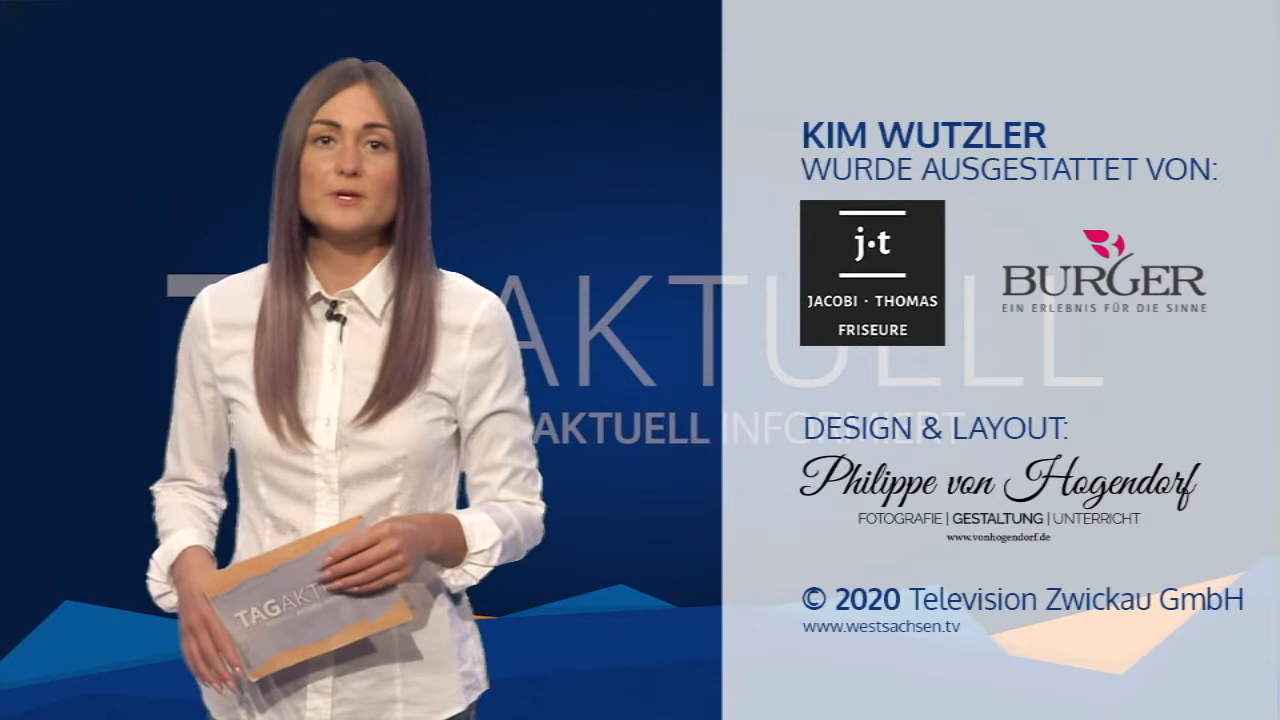 KIM WUTZLER
WURDE AUSGESTATTET VON:
j·t
JACOBI · THOMAS
FRISEURE
BURGER
EIN ERLEBNIS FÜR DIE SINNE
AKTUELL
AKTUELL INFORMIERT
DESIGN & LAYOUT:
Philippe von Hogendorf
FOTOGRAFIE | GESTALTUNG | UNTERRICHT
www.vonhogendorf.de
© 2020 Television Zwickau GmbH
www.westsachsen.tv
TAGAKT